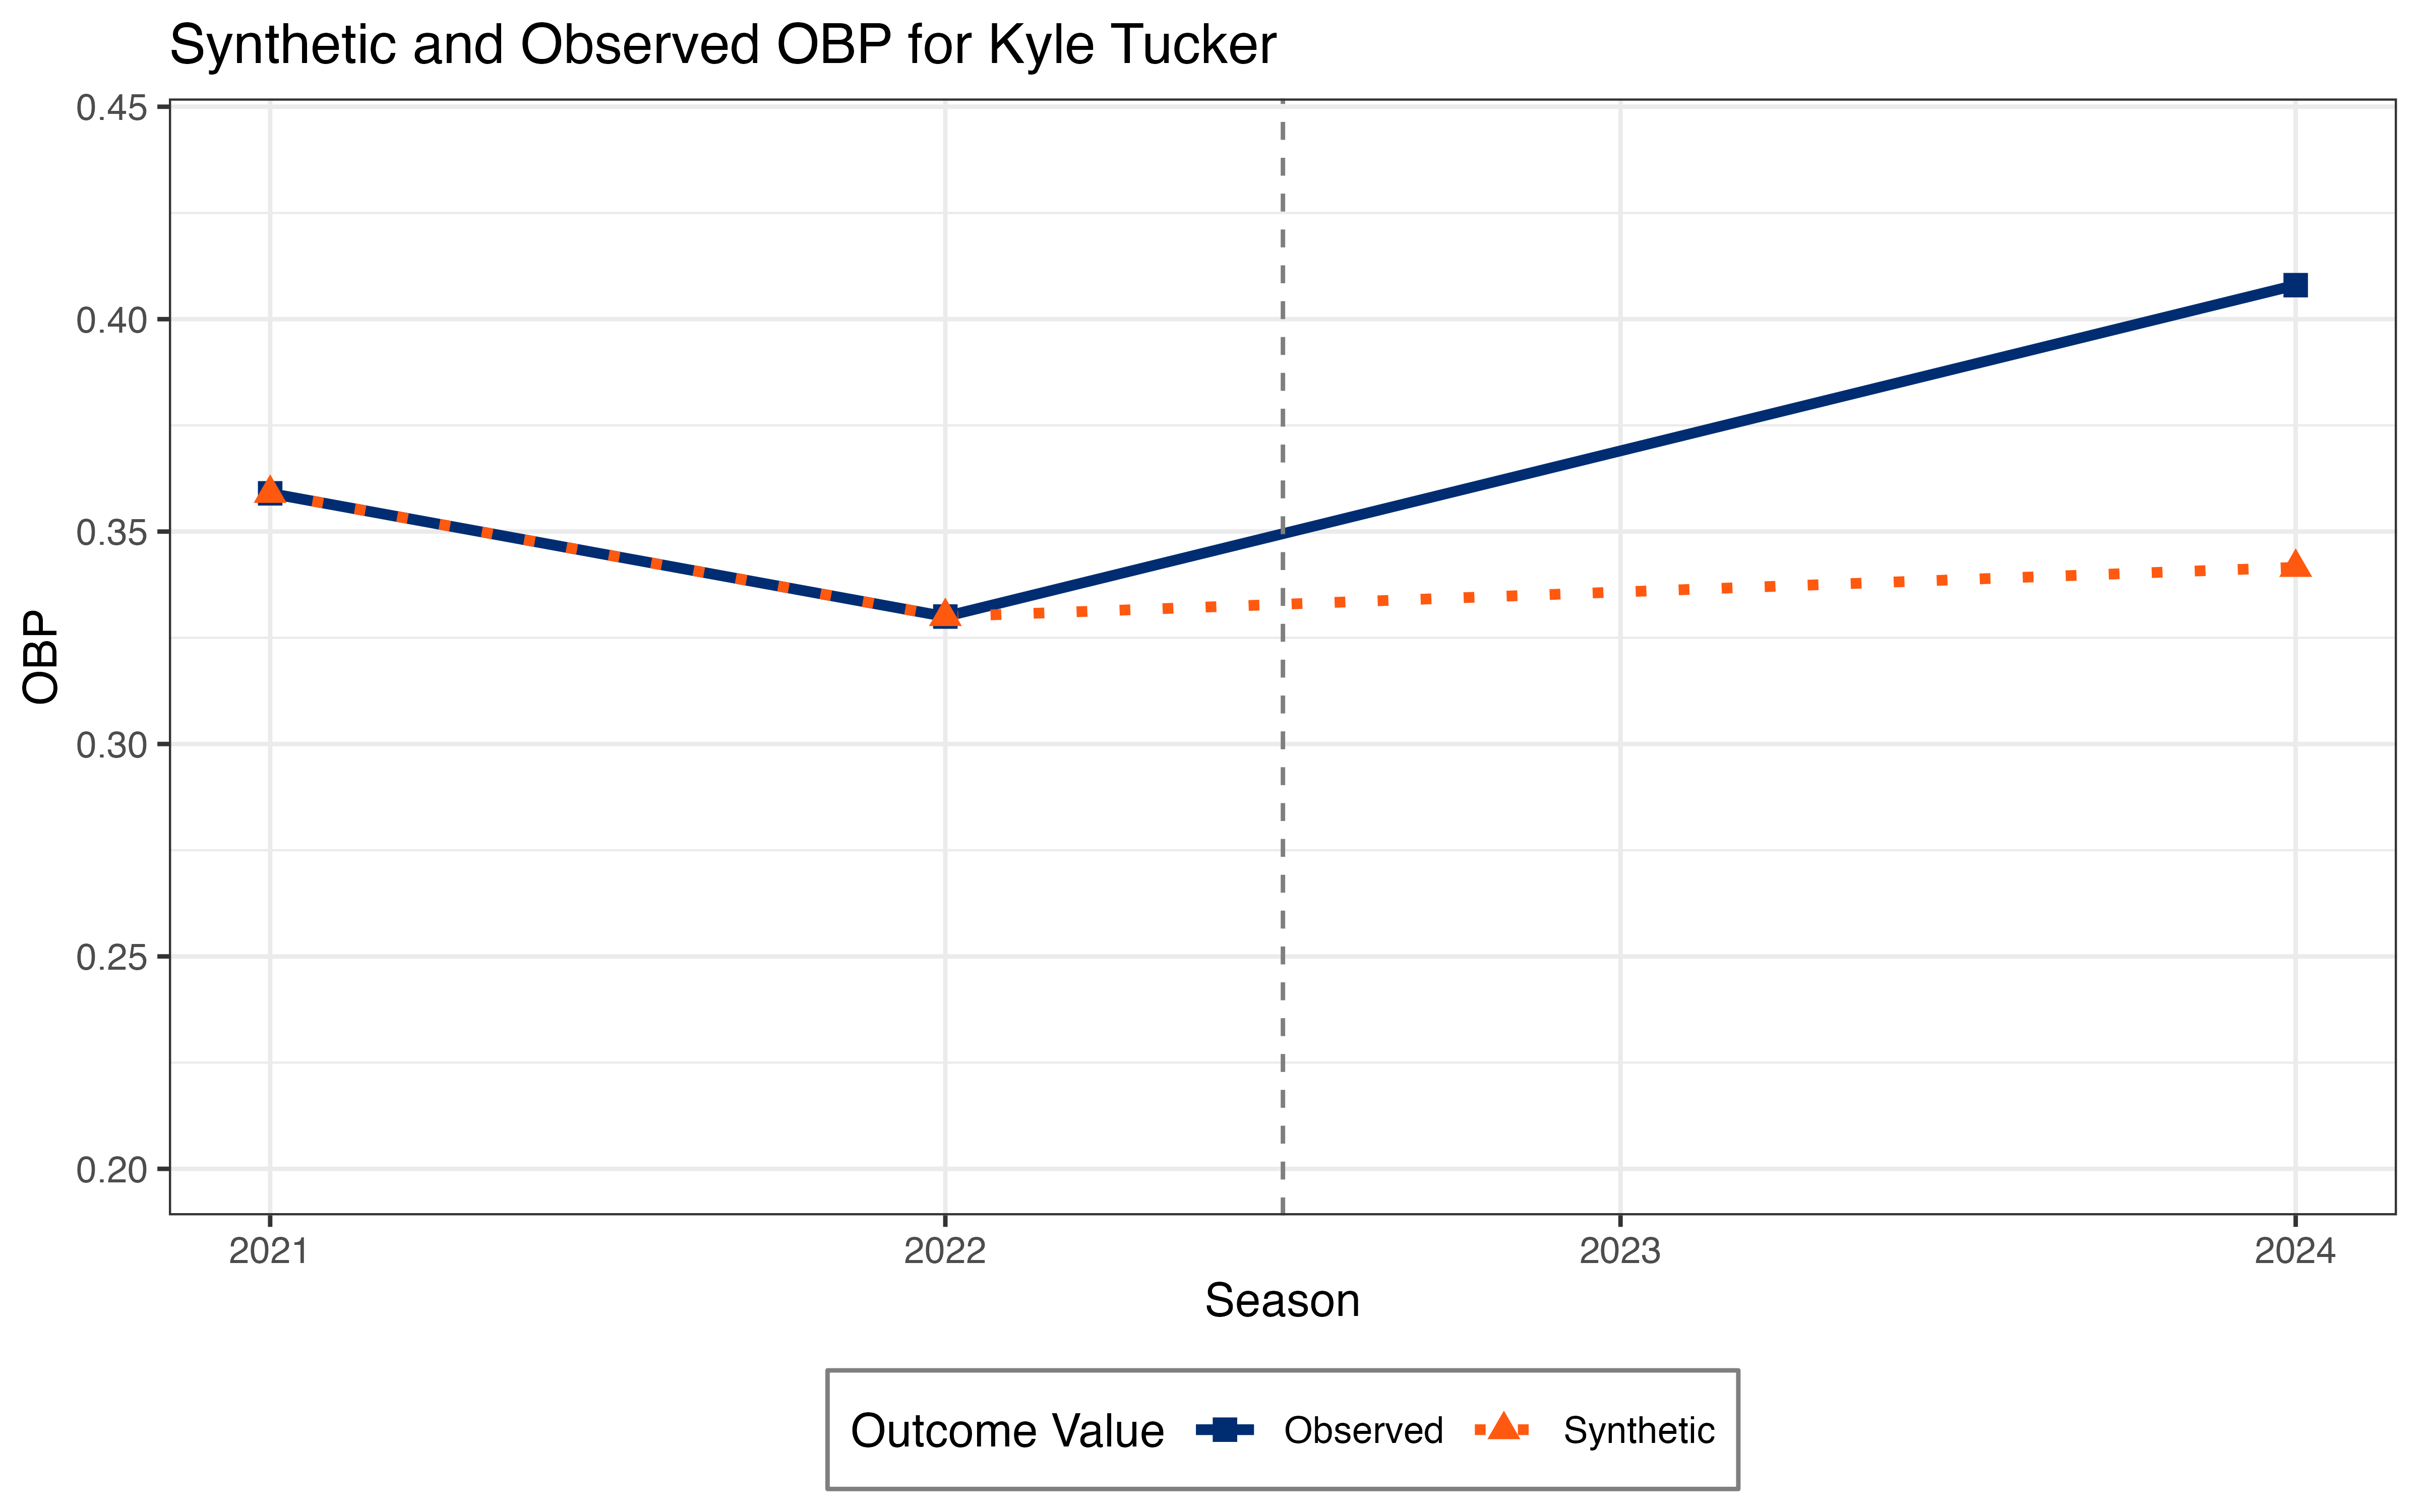 Synthetic and Observed OBP for Kyle Tucker
0.45
0.40
0.35
0.30
0.25
0.20
OBP
2021 2022 2023 2024
Season
Outcome Value Observed Synthetic